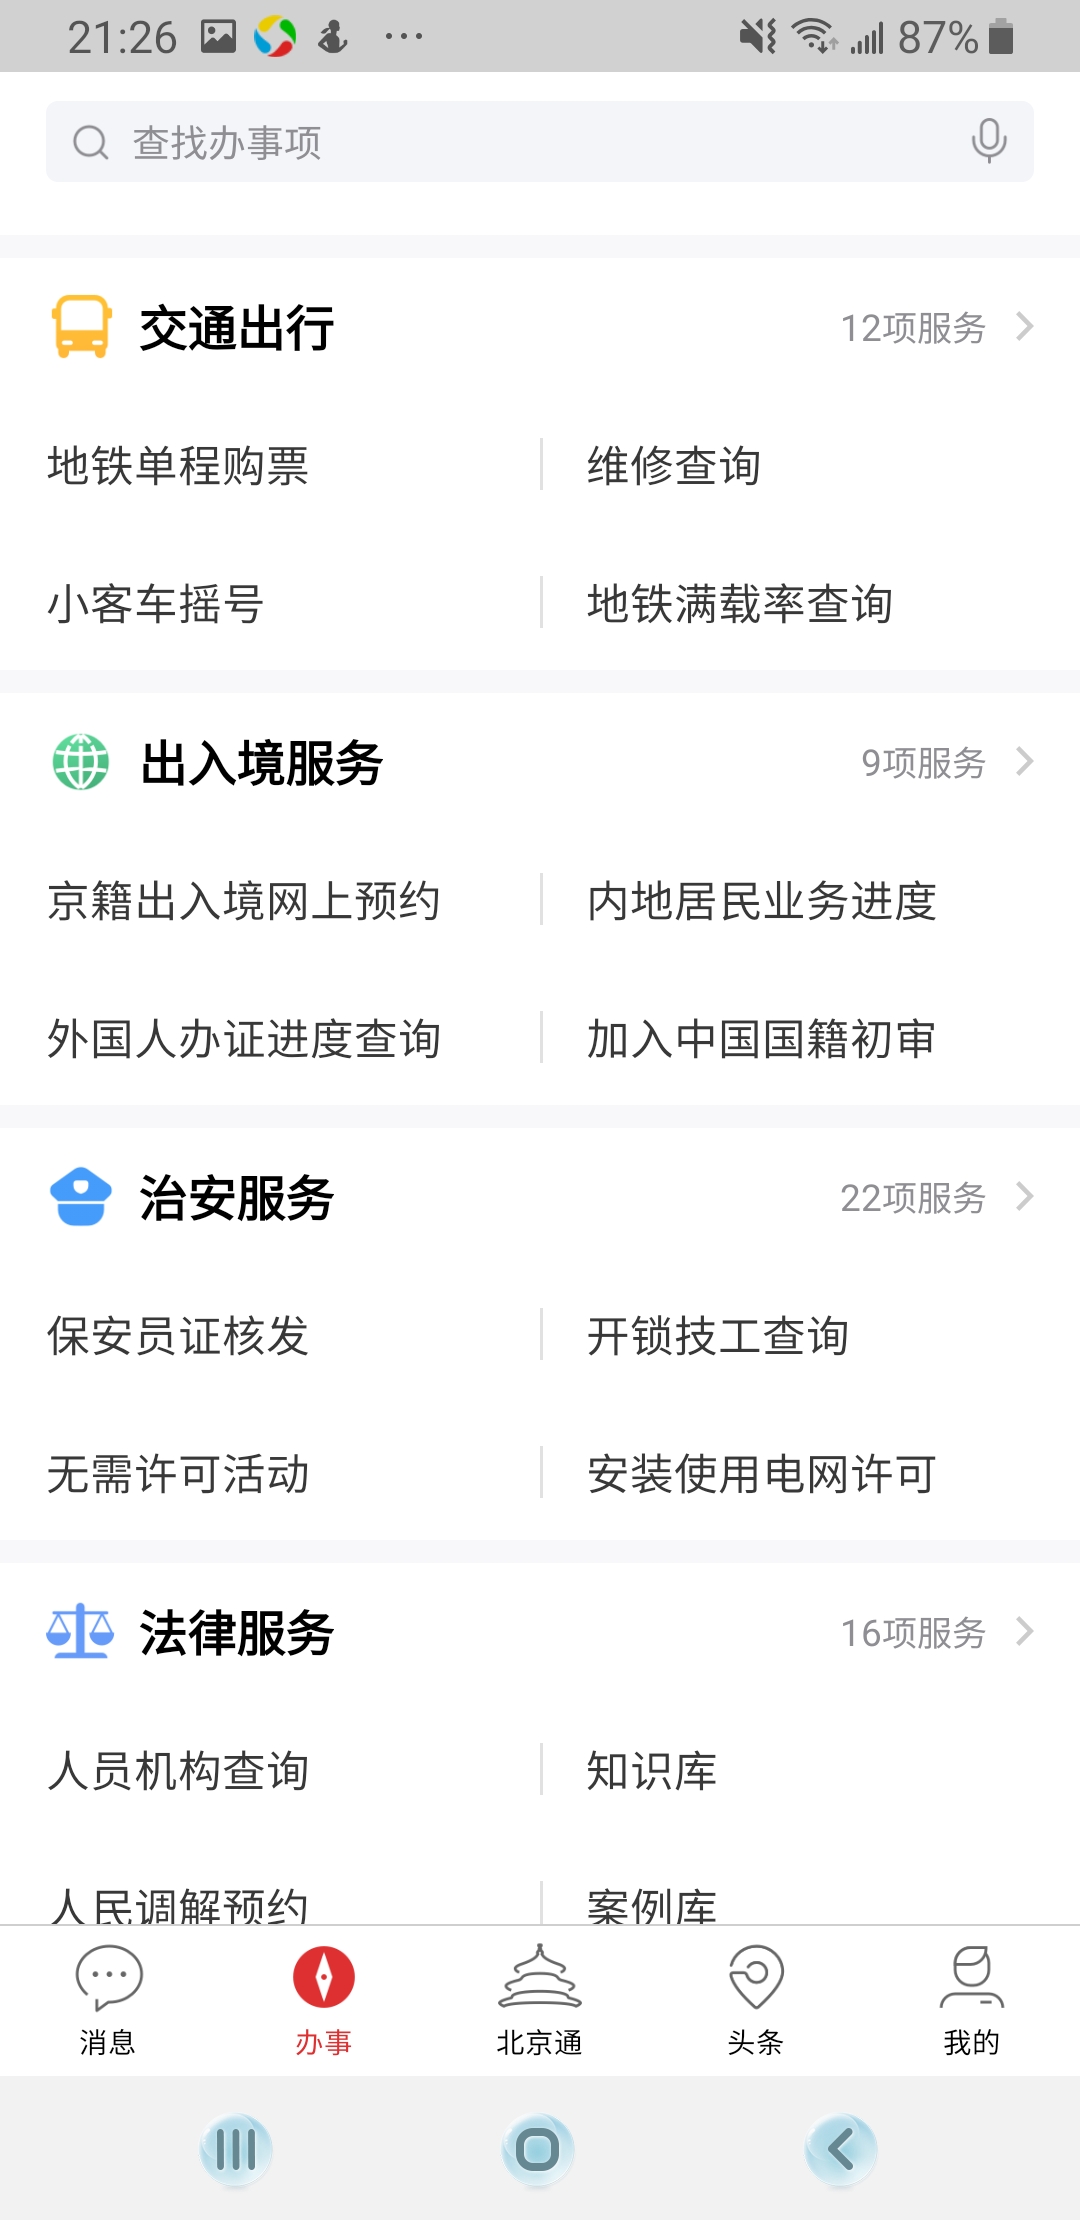 21:26 87%
查找办事项
交通出行 12项服务
地铁单程购票 维修查询
小客车摇号 地铁满载率查询
出入境服务 9项服务
京籍出入境网上预约 内地居民业务进度
外国人办证进度查询 加入中国国籍初审
治安服务 22项服务
保安员证核发 开锁技工查询
无需许可活动 安装使用电网许可
法律服务 16项服务
人员机构查询 知识库
人民调解预约 案例库
消息 办事 北京通 头条 我的